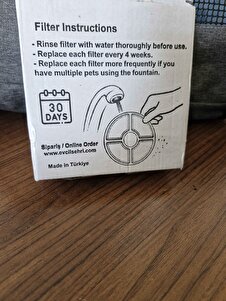 Filter Instructions
- Rinse filter with water thoroughly before use.
- Replace each filter every 4 weeks.
- Replace each filter more frequently if you
have multiple pets using the fountain.
30
DAYS
Sipariş / Online Order
www.evcilsehri.com
Made in Türkiye